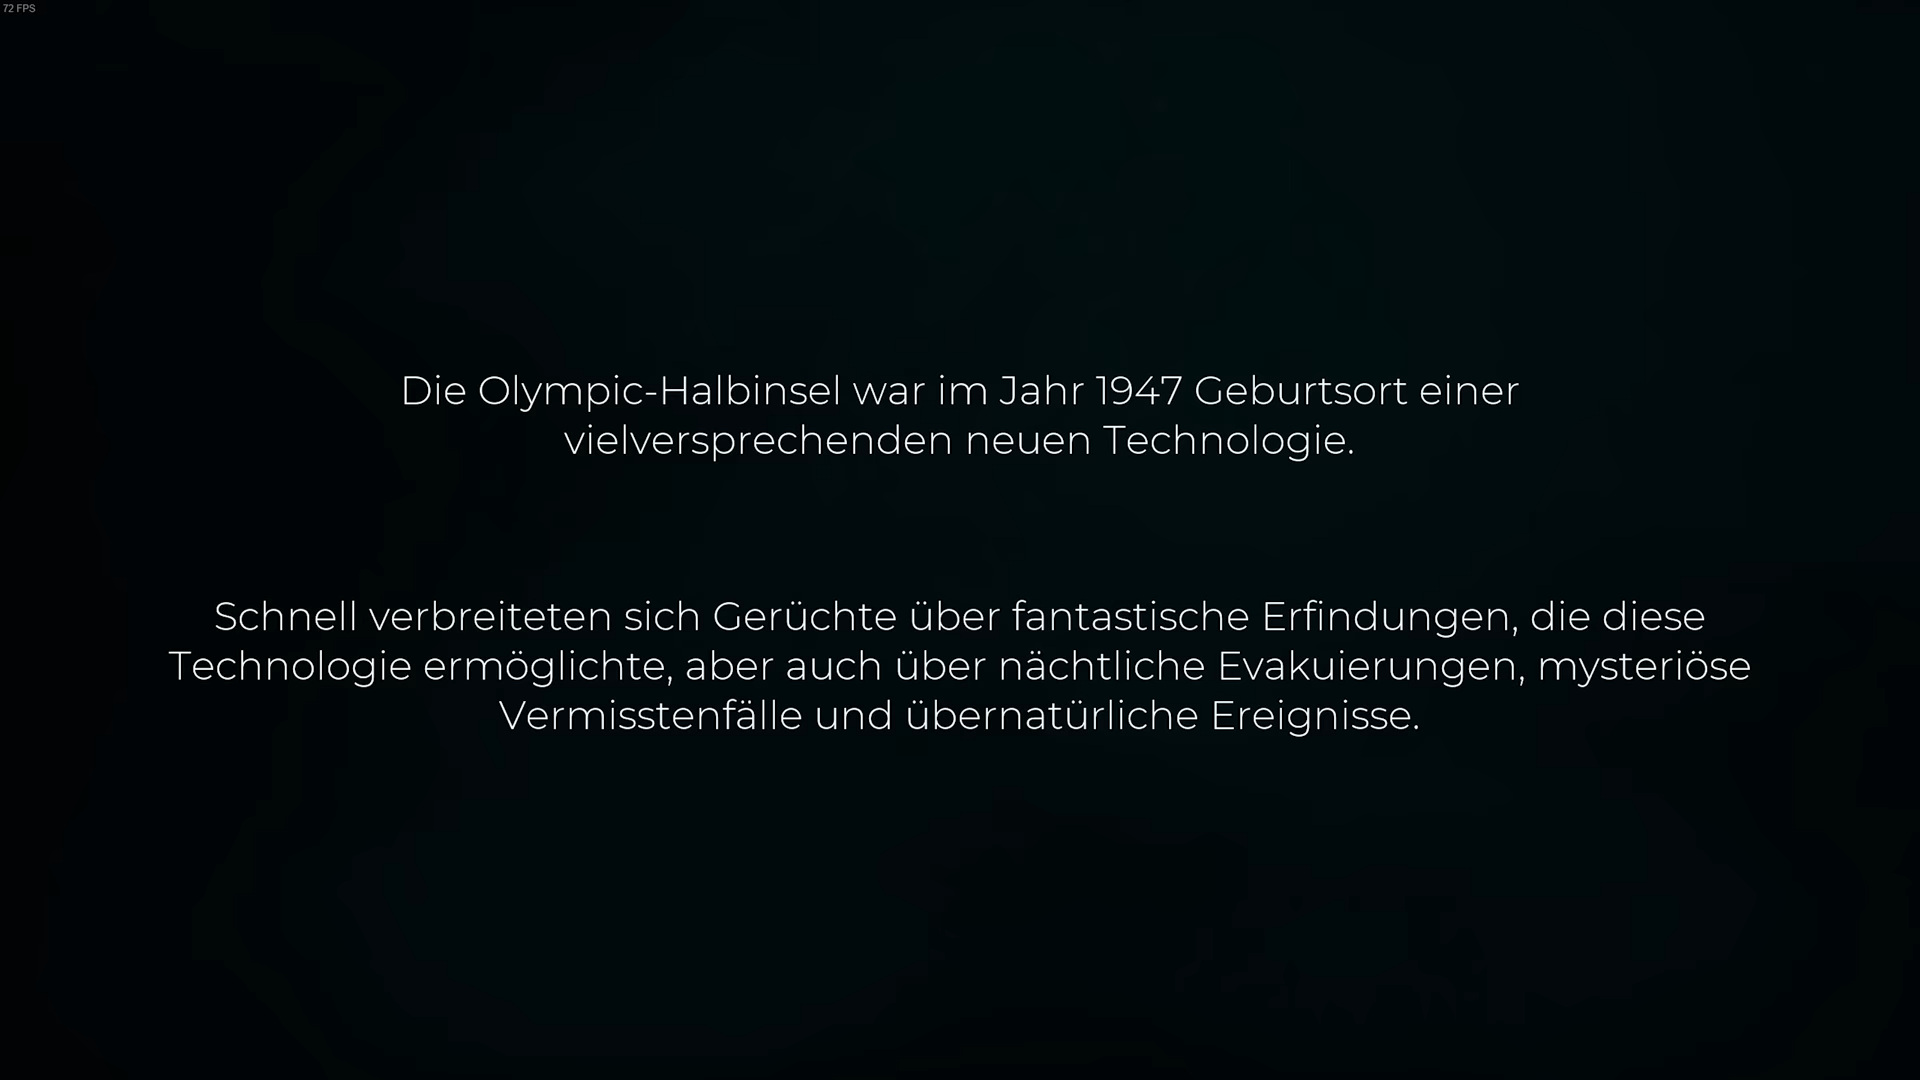 72 FPS
Die Olympic-Halbinsel war im Jahr 1947 Geburtsort einer
vielversprechenden neuen Technologie.
Schnell verbreiteten sich Gerüchte über fantastische Erfindungen, die diese
Technologie ermöglichte, aber auch über nächtliche Evakuierungen, mysteriöse
Vermisstenfälle und übernatürliche Ereignisse.